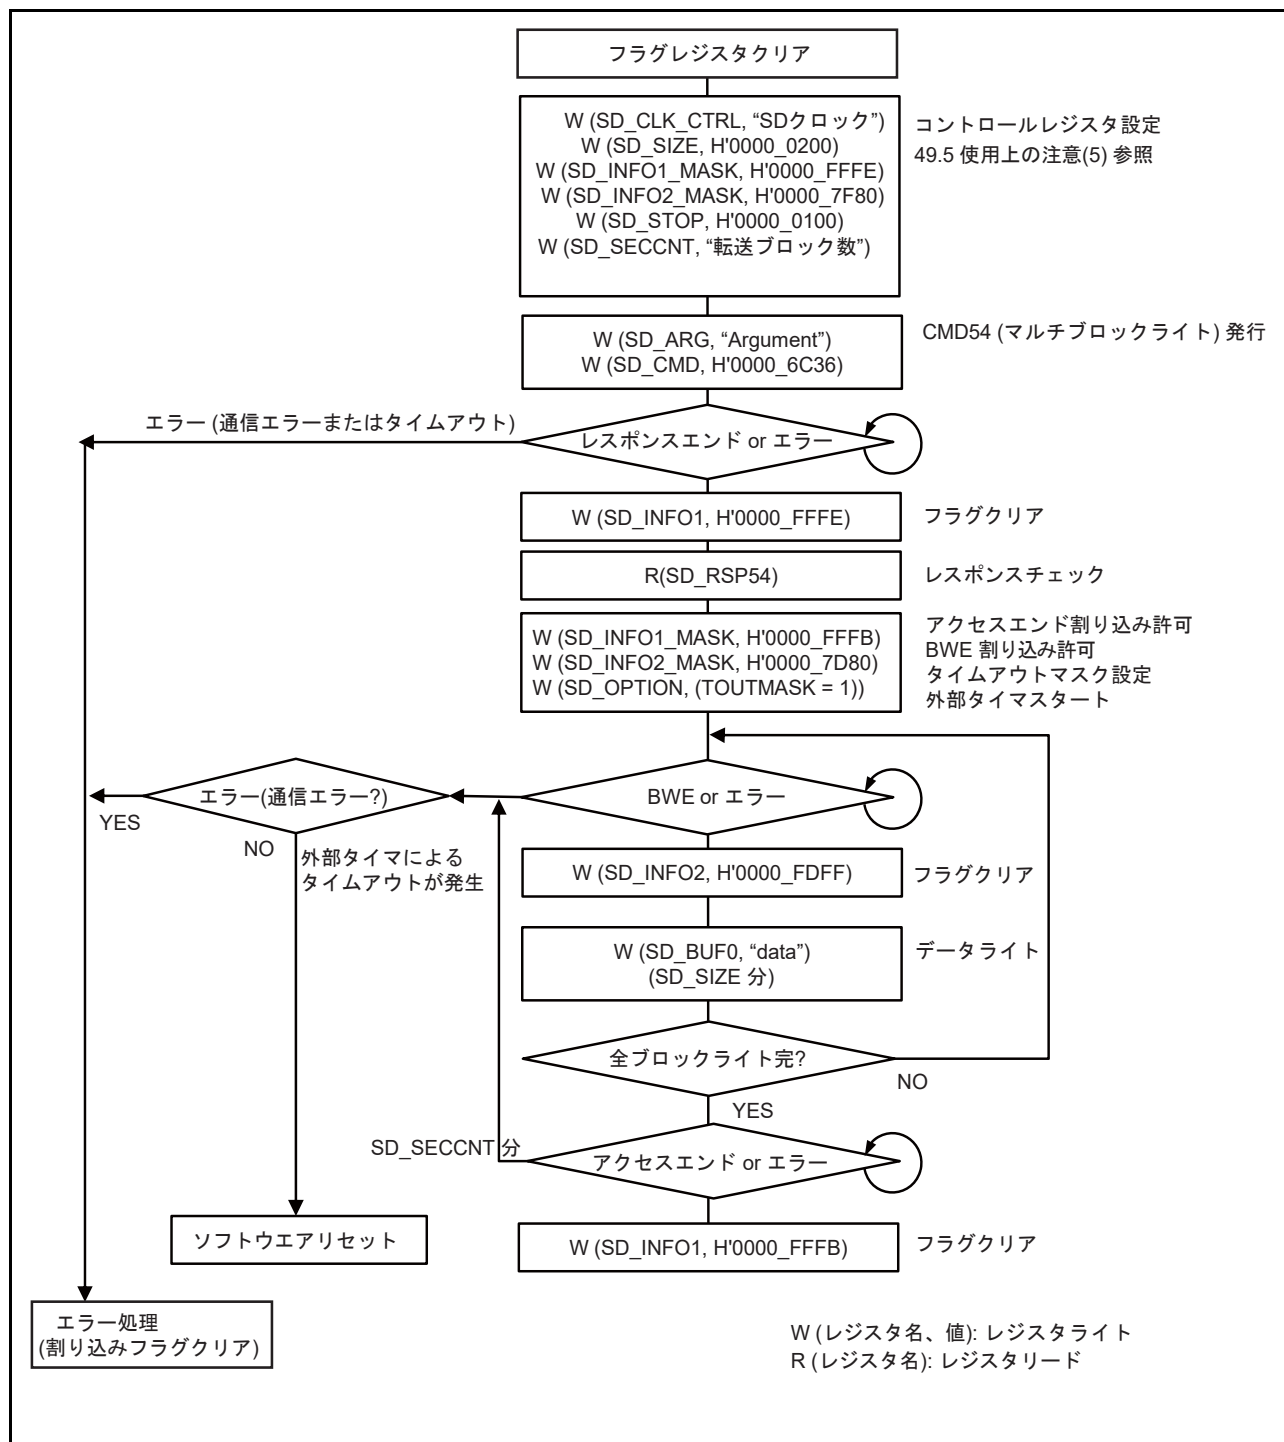 フラグレジスタクリア
W (SD_CLK_CTRL, “SDクロック”)
W (SD_SIZE, H'0000_0200)
W (SD_INFO1_MASK, H'0000_FFFE)
W (SD_INFO2_MASK, H'0000_7F80)
W (SD_STOP, H'0000_0100)
W (SD_SECCNT, “転送ブロック数”)
コントロールレジスタ設定
49.5 使用上の注意(5) 参照
W (SD_ARG, “Argument”)
W (SD_CMD, H'0000_6C36)
CMD54 (マルチブロックライト) 発行
エラー (通信エラーまたはタイムアウト)
レスポンスエンド or エラー
W (SD_INFO1, H'0000_FFFE)
フラグクリア
R(SD_RSP54)
レスポンスチェック
W (SD_INFO1_MASK, H'0000_FFFB)
W (SD_INFO2_MASK, H'0000_7D80)
W (SD_OPTION, (TOUTMASK = 1))
アクセスエンド割り込み許可
BWE 割り込み許可
タイムアウトマスク設定
外部タイマスタート
エラー(通信エラー?)
BWE or エラー
YES
NO
外部タイマによる
タイムアウトが発生
W (SD_INFO2, H'0000_FDFF)
フラグクリア
W (SD_BUF0, “data”)
(SD_SIZE 分)
データライト
全ブロックライト完?
NO
YES
SD_SECCNT 分
アクセスエンド or エラー
ソフトウエアリセット
W (SD_INFO1, H'0000_FFFB)
フラグクリア
エラー処理
(割り込みフラグクリア)
W (レジスタ名、値): レジスタライト
R (レジスタ名): レジスタリード